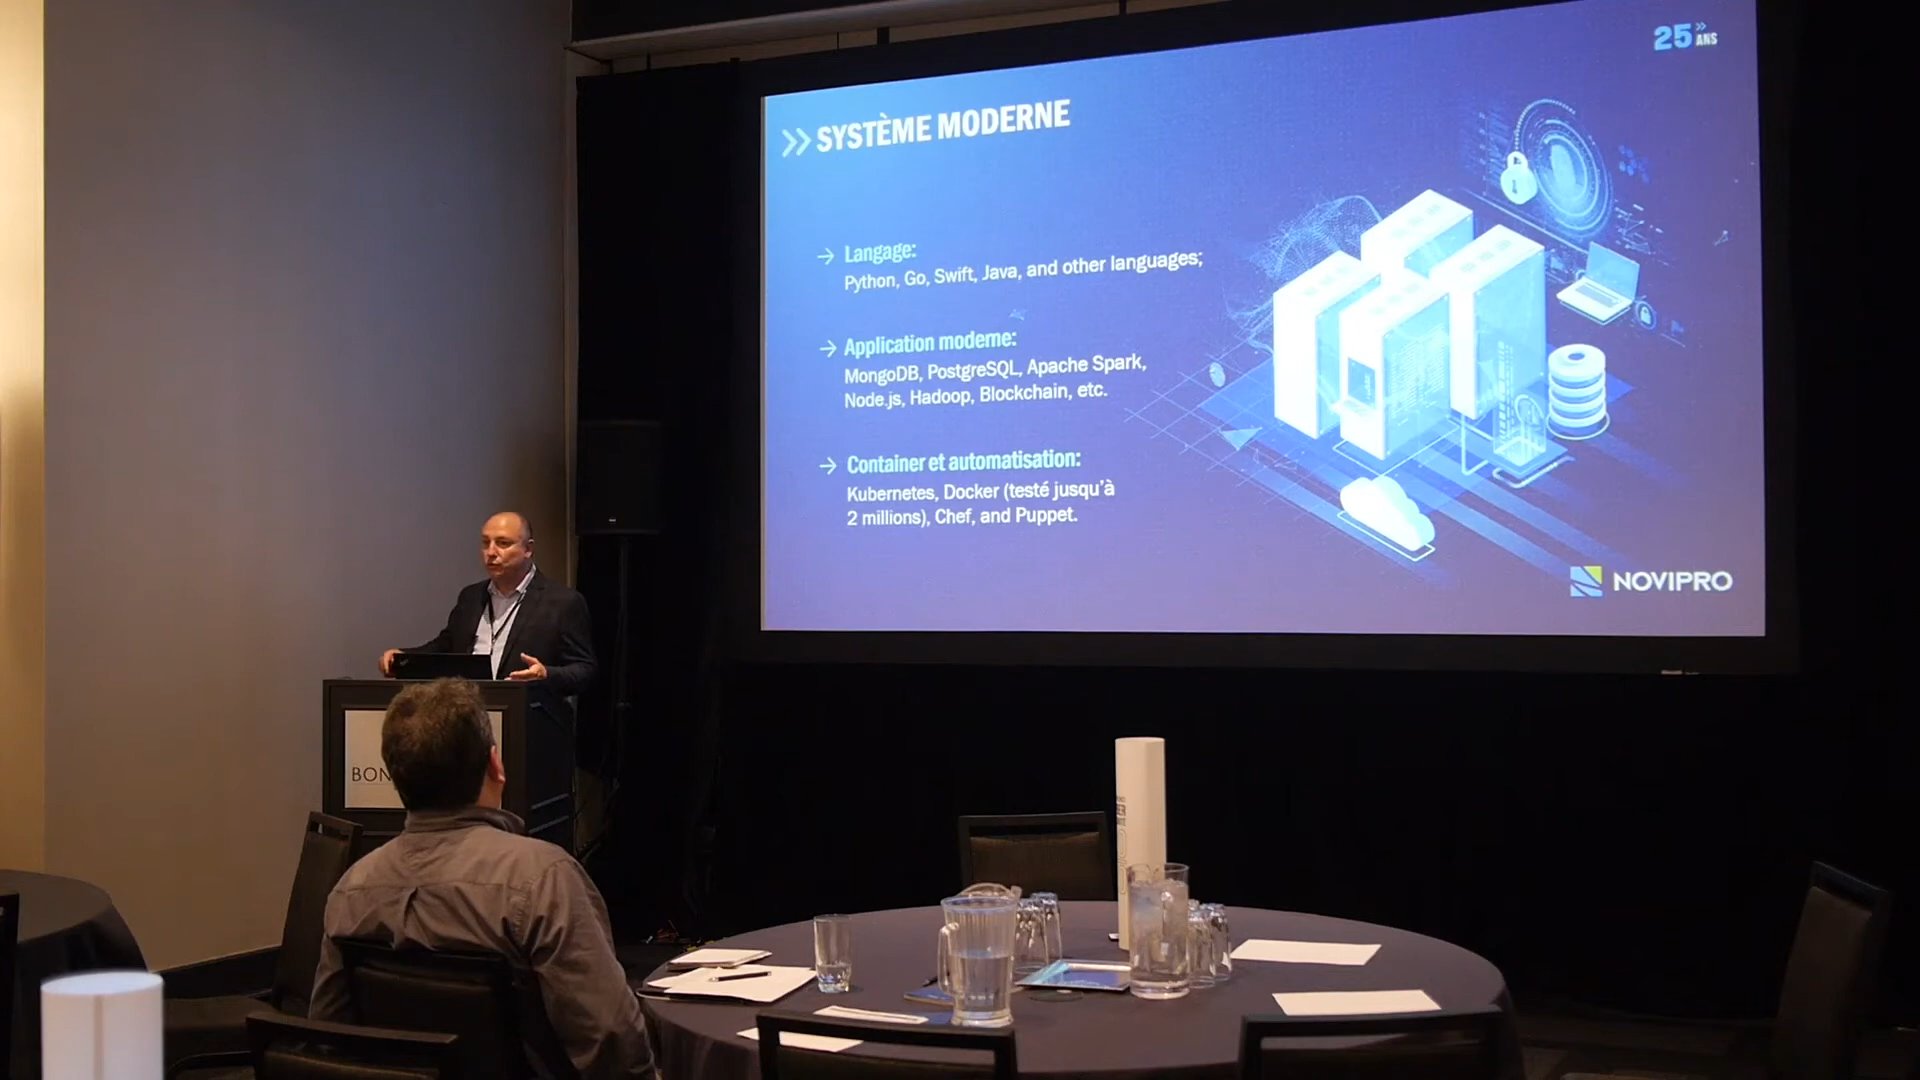 25 ANS
SYSTÈME MODERNE
Langage:
Python, Go, Swift, Java, and other languages;
Application moderne:
MongoDB, PostgreSQL, Apache Spark,
Node.js, Hadoop, Blockchain, etc.
Container et automatisation:
Kubernetes, Docker (testé jusqu'à
2 millions), Chef, and Puppet.
NOVIPRO
BON